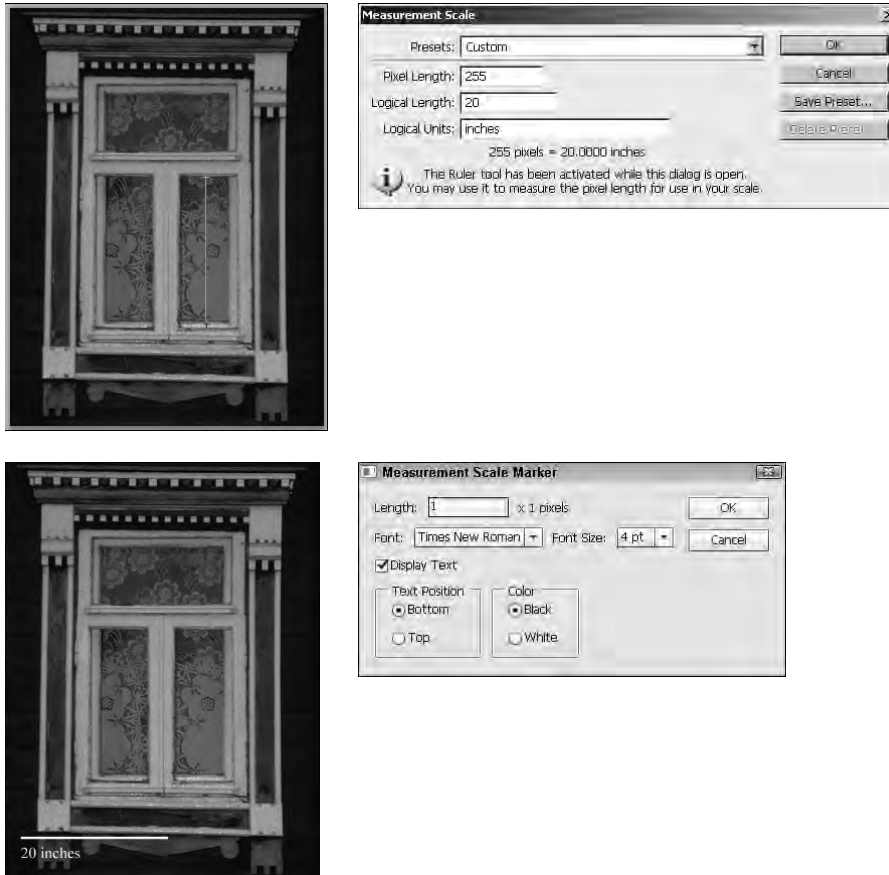 Measurement Scale
Presets: Custom
OK
Pixel Length: 255
Cancel
Logical Length: 20
Save Preset...
Logical Units: inches
Delete Preset
255 pixels = 20.0000 inches
The Ruler tool has been activated while this dialog is open.
You may use it to measure the pixel length for use in your scale.
Measurement Scale Marker
Length: 1 x 1 pixels
OK
Font: Times New Roman Font Size: 4 pt
Cancel
Display Text
Text Position Color
Bottom Black
Top White
20 inches